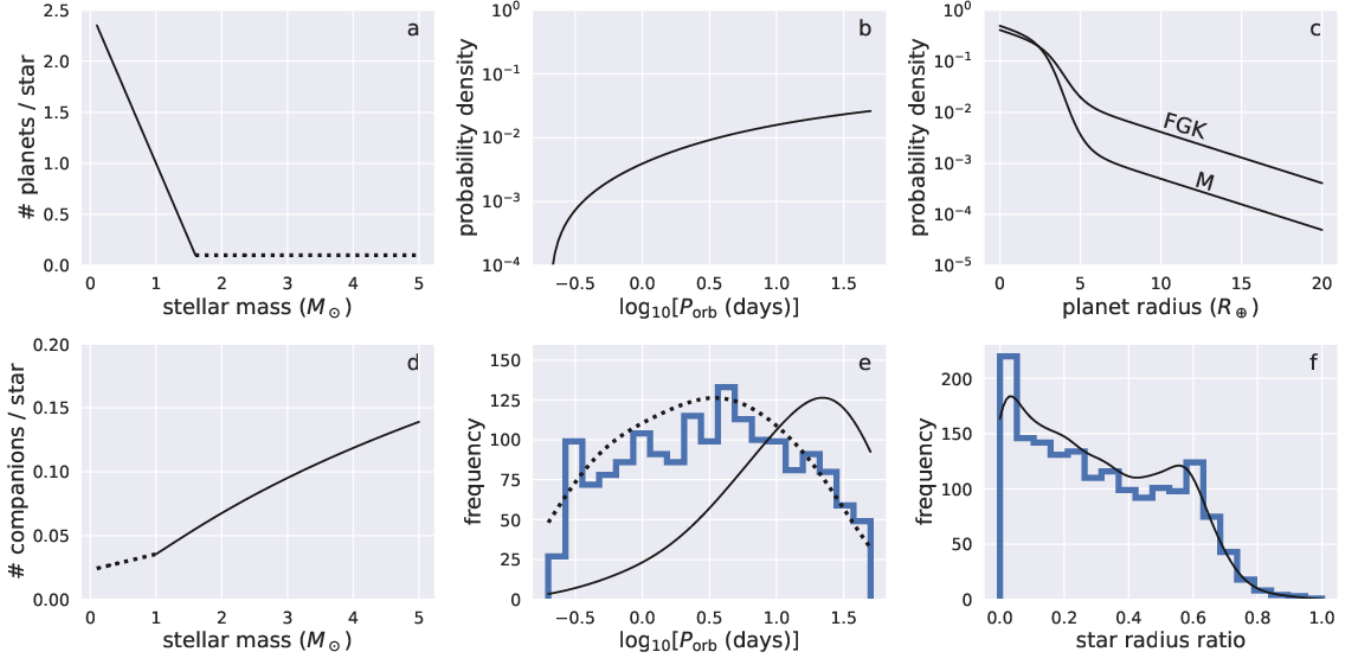 2.5
2.0
1.5
1.0
0.5
0.0
# planets / star
a
0 1 2 3 4 5
stellar mass (M⊙)
10⁰
10⁻¹
10⁻²
10⁻³
10⁻⁴
probability density
b
−0.5 0.0 0.5 1.0 1.5
log₁₀[P_orb (days)]
10⁰
10⁻¹
10⁻²
10⁻³
10⁻⁴
10⁻⁵
probability density
c
FGK
M
0 5 10 15 20
planet radius (R⊕)
0.20
0.15
0.10
0.05
0.00
# companions / star
d
0 1 2 3 4 5
stellar mass (M⊙)
150
125
100
75
50
25
0
frequency
e
−0.5 0.0 0.5 1.0 1.5
log₁₀[P_orb (days)]
200
150
100
50
0
frequency
f
0.0 0.2 0.4 0.6 0.8 1.0
star radius ratio